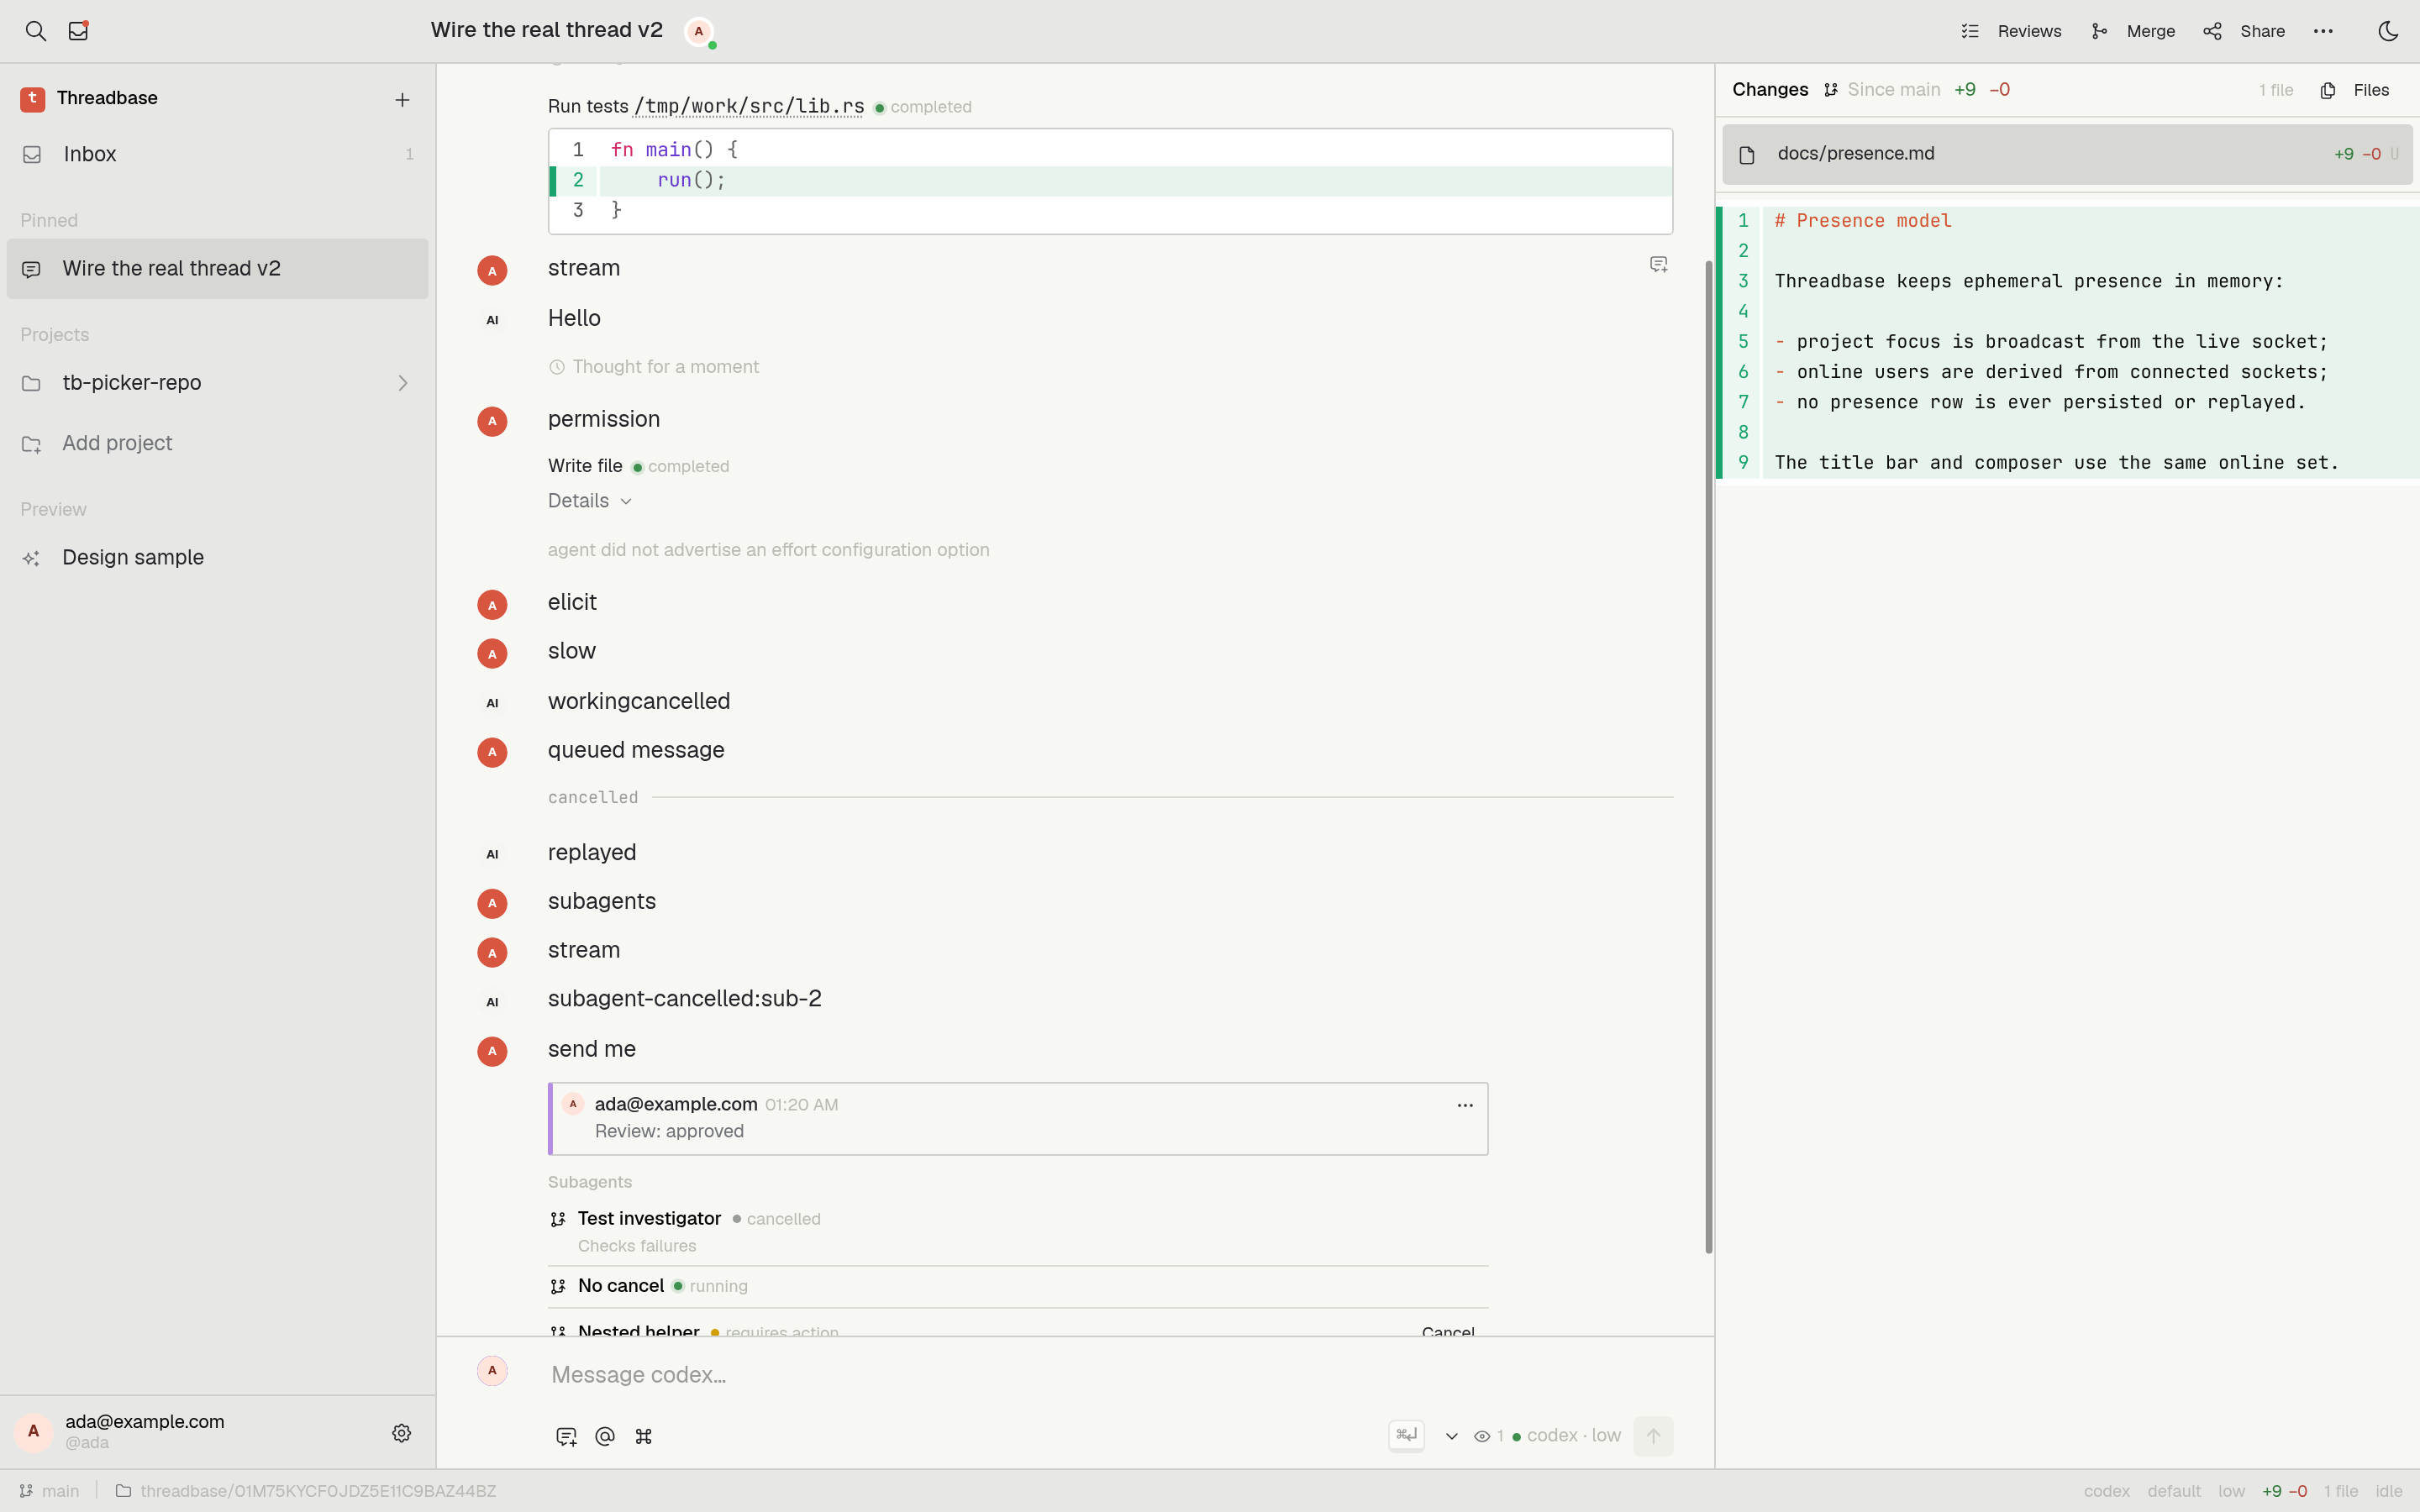 Wire the real thread v2
A
Reviews
Merge
Share
t
Threadbase
Inbox
1
Pinned
Wire the real thread v2
Projects
tb-picker-repo
Add project
Preview
Design sample
ada@example.com
@ada
A
Run tests /tmp/work/src/lib.rs completed
1 fn main() {
2 run();
3 }
A stream
AI Hello
Thought for a moment
A permission
Write file completed
Details
agent did not advertise an effort configuration option
A elicit
A slow
AI workingcancelled
A queued message
cancelled
AI replayed
A subagents
A stream
AI subagent-cancelled:sub-2
A send me
A ada@example.com 01:20 AM
Review: approved
Subagents
Test investigator cancelled
Checks failures
No cancel running
Nested helper requires action Cancel
A Message codex…
⌘↵ 1 codex · low
Changes Since main +9 −0 1 file Files
docs/presence.md +9 −0 U
1 # Presence model
2
3 Threadbase keeps ephemeral presence in memory:
4
5 - project focus is broadcast from the live socket;
6 - online users are derived from connected sockets;
7 - no presence row is ever persisted or replayed.
8
9 The title bar and composer use the same online set.
main threadbase/01M75KYCF0JDZ5E11C9BAZ44BZ
codex default low +9 −0 1 file idle